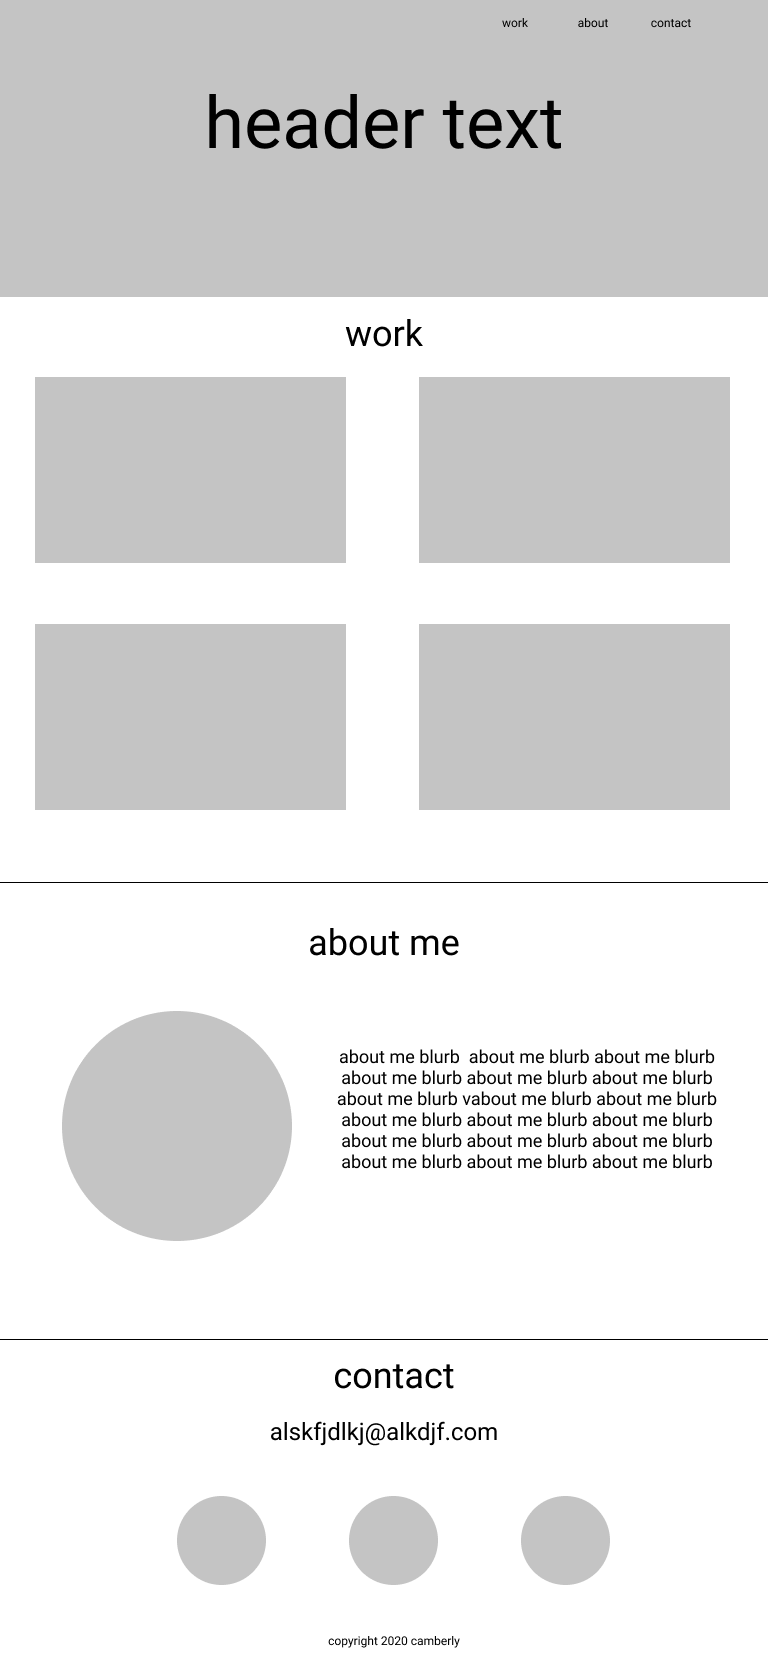 work about contact
header text
work
about me
about me blurb  about me blurb about me blurb
about me blurb about me blurb about me blurb
about me blurb vabout me blurb about me blurb
about me blurb about me blurb about me blurb
about me blurb about me blurb about me blurb
about me blurb about me blurb about me blurb
contact
alskfjdlkj@alkdjf.com
copyright 2020 camberly